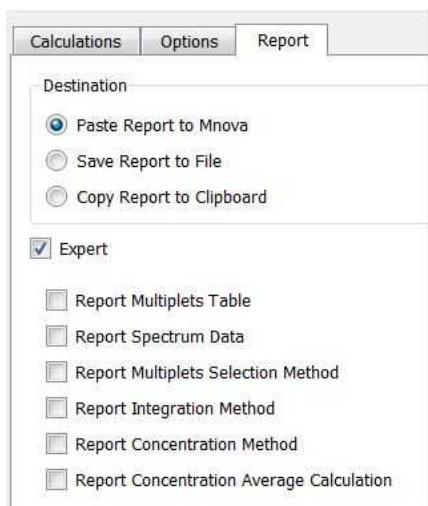 Calculations Options Report
Destination
Paste Report to Mnova
Save Report to File
Copy Report to Clipboard
Expert
Report Multiplets Table
Report Spectrum Data
Report Multiplets Selection Method
Report Integration Method
Report Concentration Method
Report Concentration Average Calculation